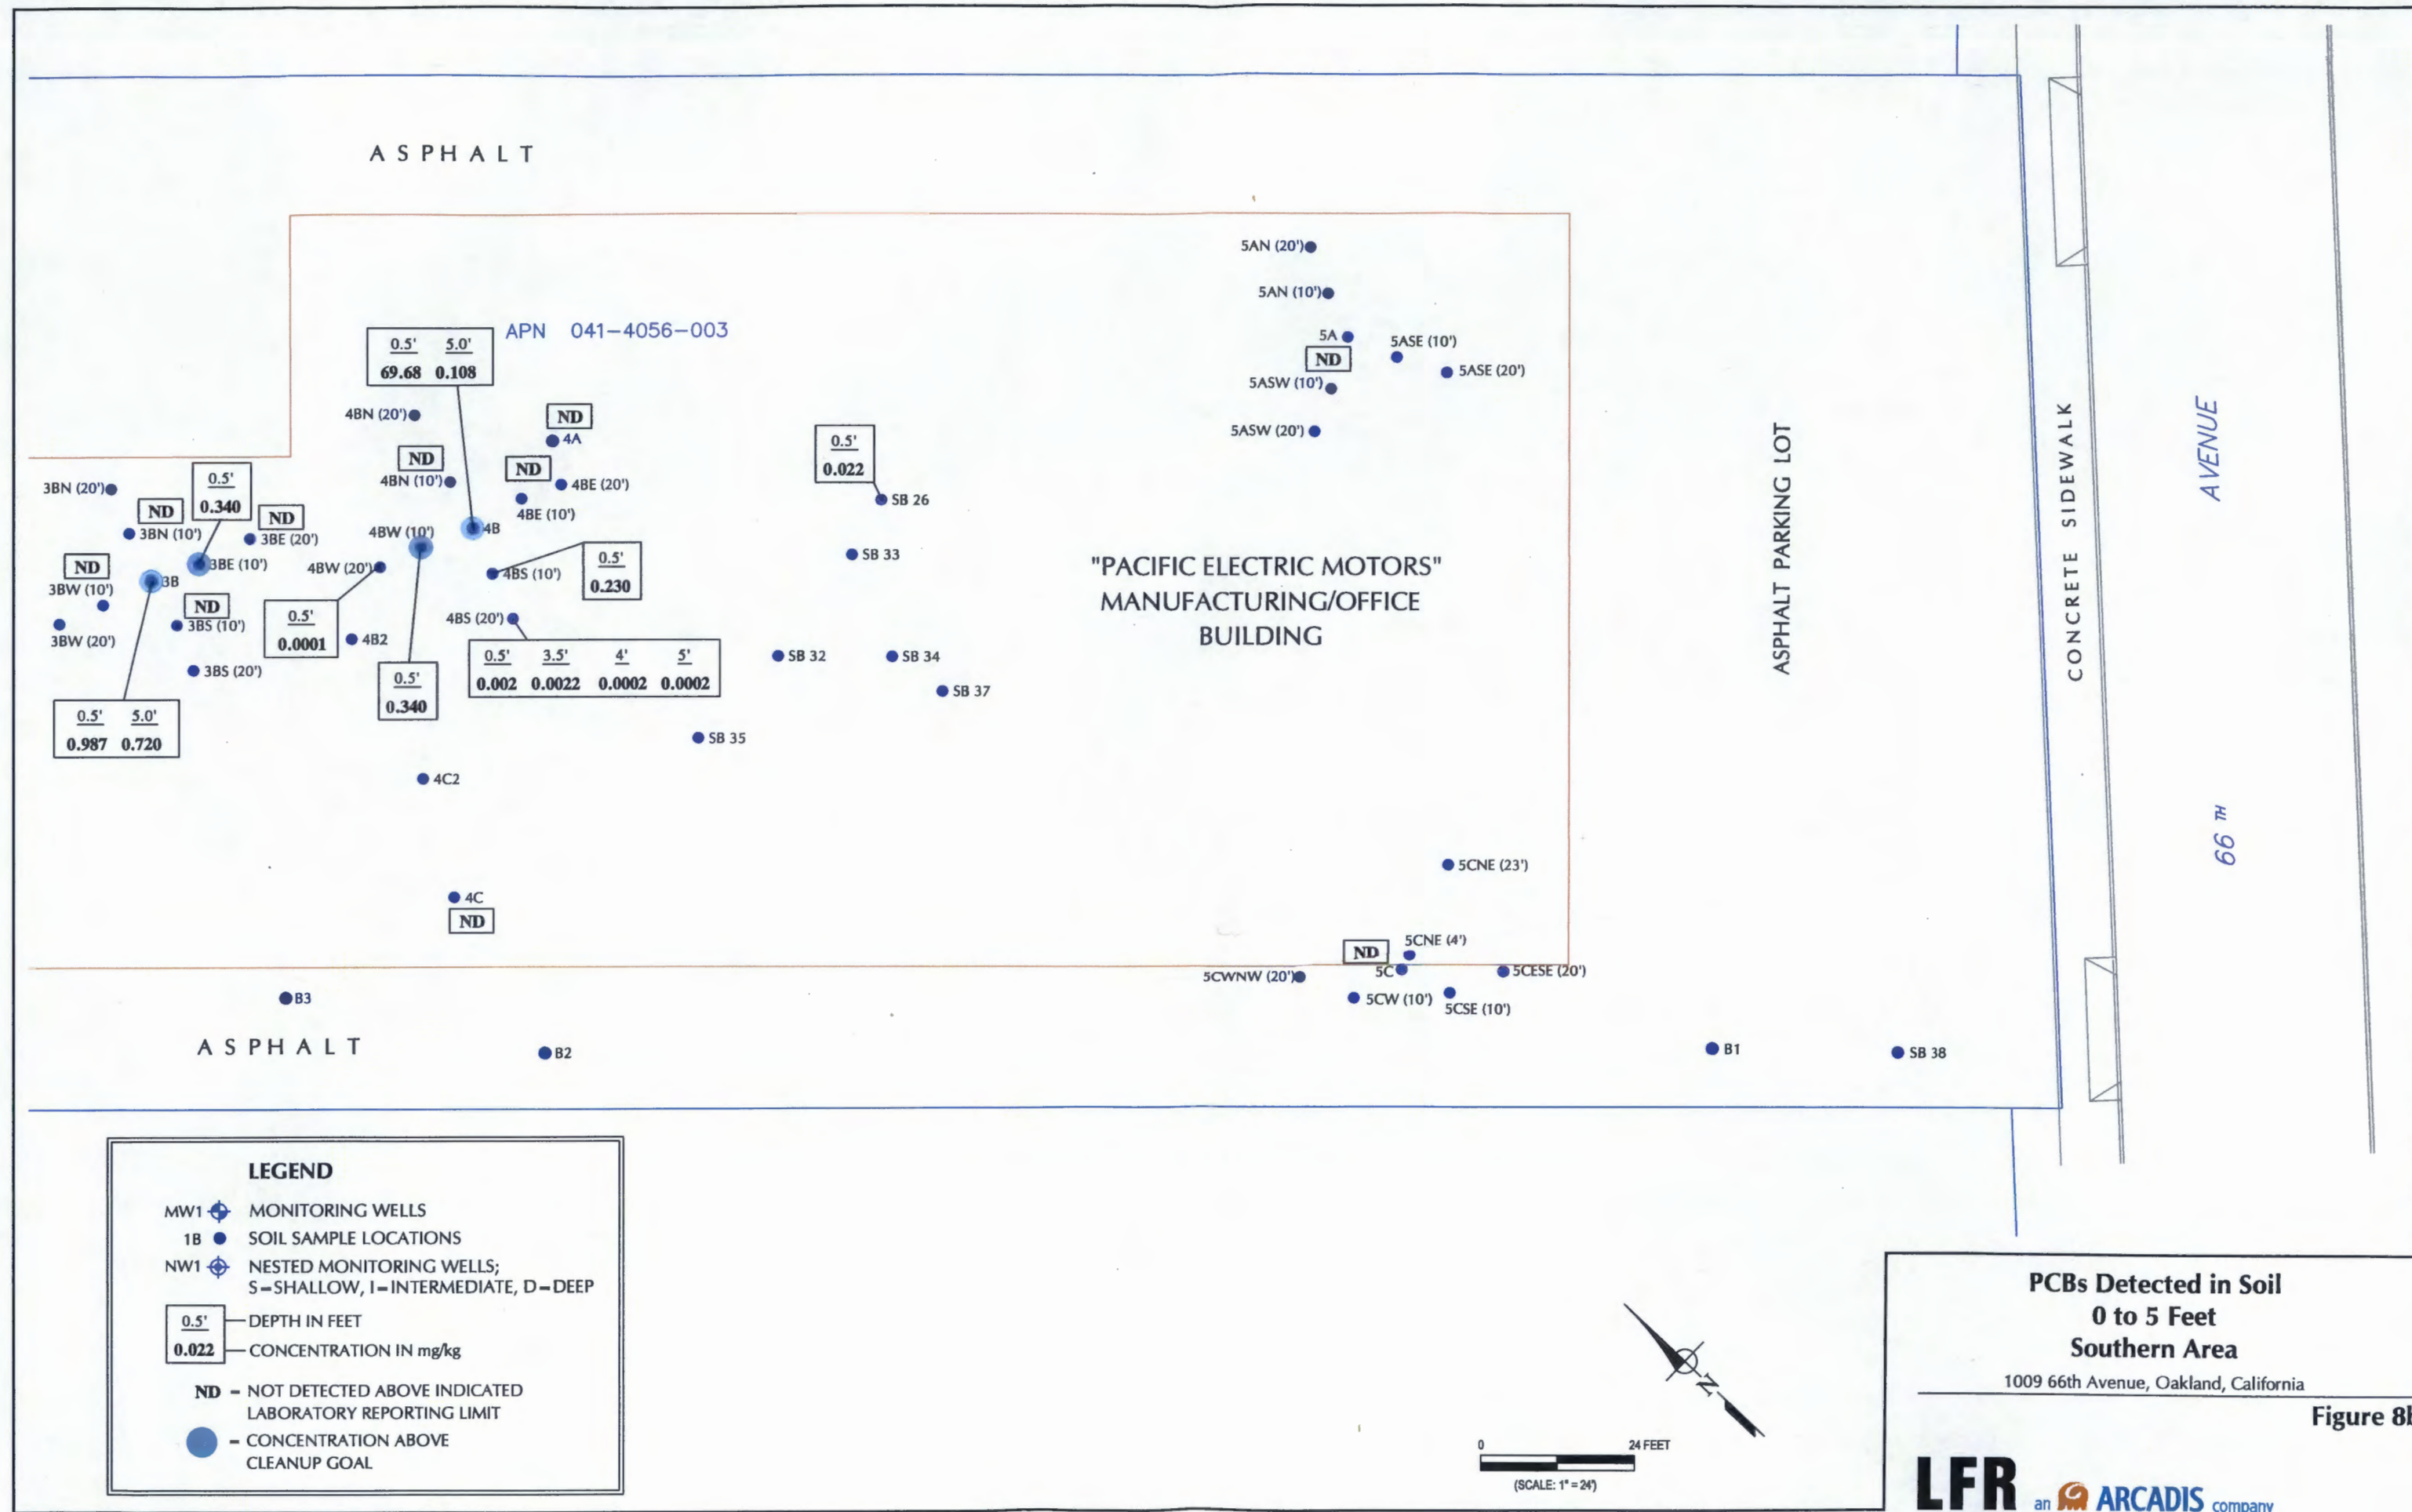 ASPHALT
APN 041-4056-003
0.5' 5.0'
69.68 0.108
4BN (20')
ND
4A
ND
4BN (10')
ND
4BE (20')
4BE (10')
4B
4BW (10')
4BW (20')
0.5'
0.0001
4BS (10')
0.5'
0.230
4BS (20')
0.5' 3.5' 4' 5'
0.002 0.0022 0.0002 0.0002
4B2
0.5'
0.340
3BN (20')
ND
3BN (10')
0.5'
0.340
ND
3BE (20')
3BE (10')
ND
3BW (10')
3B
3BW (20')
ND
3BS (10')
3BS (20')
0.5' 5.0'
0.987 0.720
4C2
4C
ND
0.5'
0.022
SB 26
SB 33
SB 32
SB 34
SB 37
SB 35
5AN (20')
5AN (10')
5A
ND
5ASE (10')
5ASE (20')
5ASW (10')
5ASW (20')
"PACIFIC ELECTRIC MOTORS"
MANUFACTURING/OFFICE
BUILDING
5CNE (23')
ND
5CNE (4')
5C
5CWNW (20')
5CESE (20')
5CW (10')
5CSE (10')
B3
ASPHALT
B2
B1
SB 38
ASPHALT PARKING LOT
CONCRETE SIDEWALK
66 TH AVENUE
LEGEND
MW1 MONITORING WELLS
1B SOIL SAMPLE LOCATIONS
NW1 NESTED MONITORING WELLS;
S=SHALLOW, I=INTERMEDIATE, D=DEEP
0.5' DEPTH IN FEET
0.022 CONCENTRATION IN mg/kg
ND = NOT DETECTED ABOVE INDICATED
LABORATORY REPORTING LIMIT
= CONCENTRATION ABOVE
CLEANUP GOAL
N
0 24 FEET
(SCALE: 1" = 24')
PCBs Detected in Soil
0 to 5 Feet
Southern Area
1009 66th Avenue, Oakland, California
Figure 8b
LFR an ARCADIS company